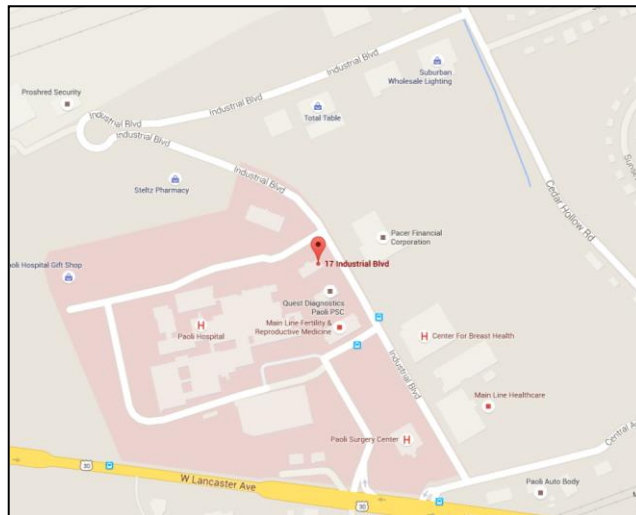 Industrial Blvd
Suburban
Wholesale Lighting
Proshred Security
Industrial Blvd
Industrial Blvd
Total Table
Industrial Blvd
Industrial Blvd
Steltz Pharmacy
Cedar Hollow Rd
Pacer Financial
Corporation
17 Industrial Blvd
oli Hospital Gift Shop
Quest Diagnostics
Paoli PSC
Main Line Fertility &
Reproductive Medicine
Paoli Hospital
H
H
Center For Breast Health
Industrial Blvd
Main Line Healthcare
Paoli Surgery Center
H
Central A
30
W Lancaster Ave
Paoli Auto Body
30